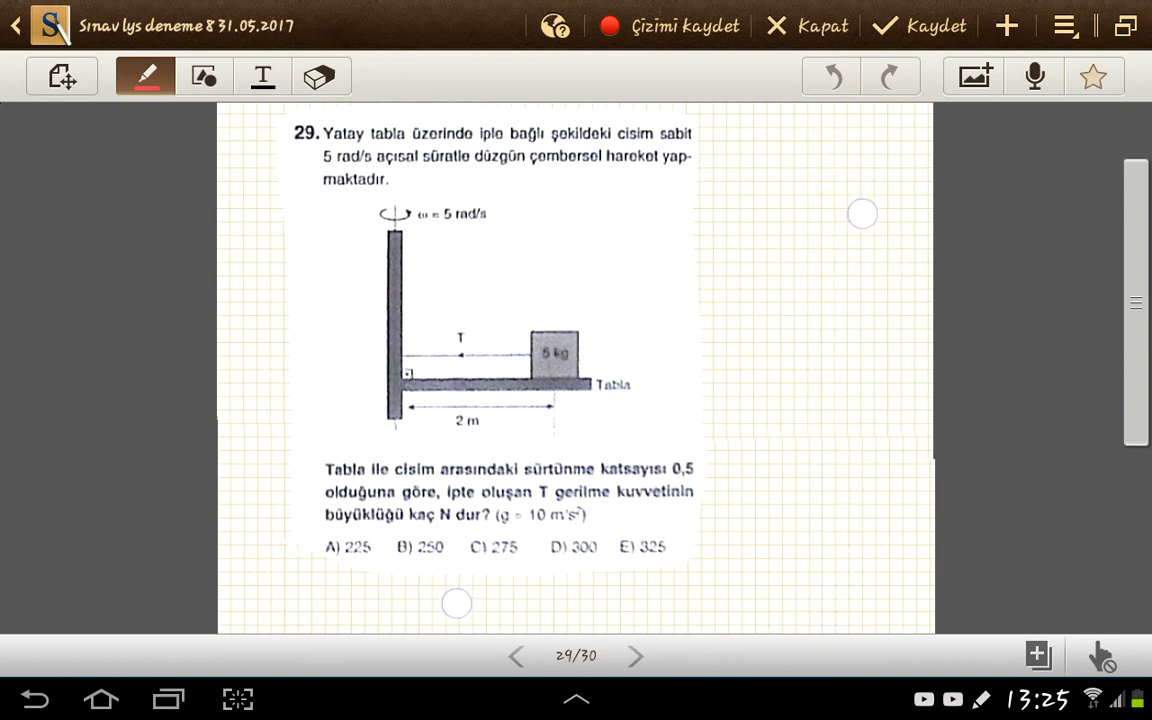 Sınav lys deneme 8 31.05.2017
Çizimi kaydet
Kapat
Kaydet
T
29. Yatay tabla üzerinde iple bağlı şekildeki cisim sabit
5 rad/s açısal süratle düzgün çembersel hareket yap-
maktadır.
ω = 5 rad/s
T
5 kg
Tabla
2 m
Tabla ile cisim arasındaki sürtünme katsayısı 0,5
olduğuna göre, ipte oluşan T gerilme kuvvetinin
büyüklüğü kaç N dur? (g = 10 m/s²)
A) 225 B) 250 C) 275 D) 300 E) 325
29/30
13:25